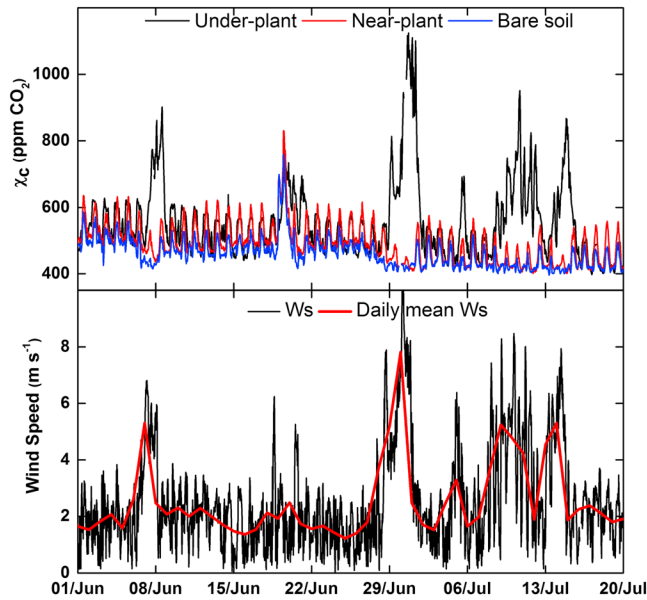 Under-plant Near-plant Bare soil
χC (ppm CO2)
1000
800
600
400
Ws Daily mean Ws
Wind Speed (m s-1)
8
6
4
2
0
01/Jun 08/Jun 15/Jun 22/Jun 29/Jun 06/Jul 13/Jul 20/Jul